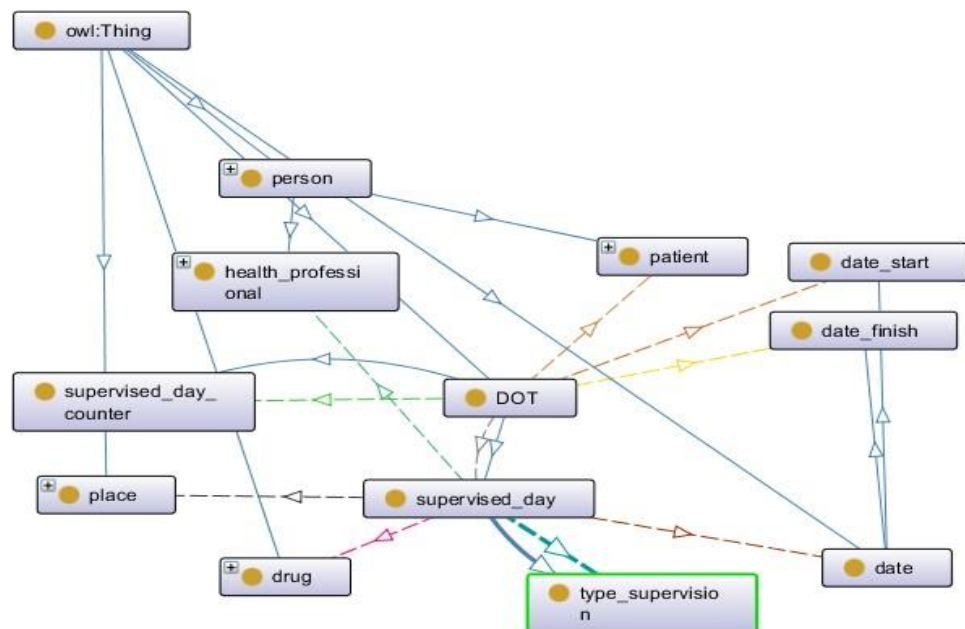 owl:Thing
person
health_professi
onal
patient
date_start
date_finish
supervised_day_
counter
DOT
place
supervised_day
drug
date
type_supervisio
n